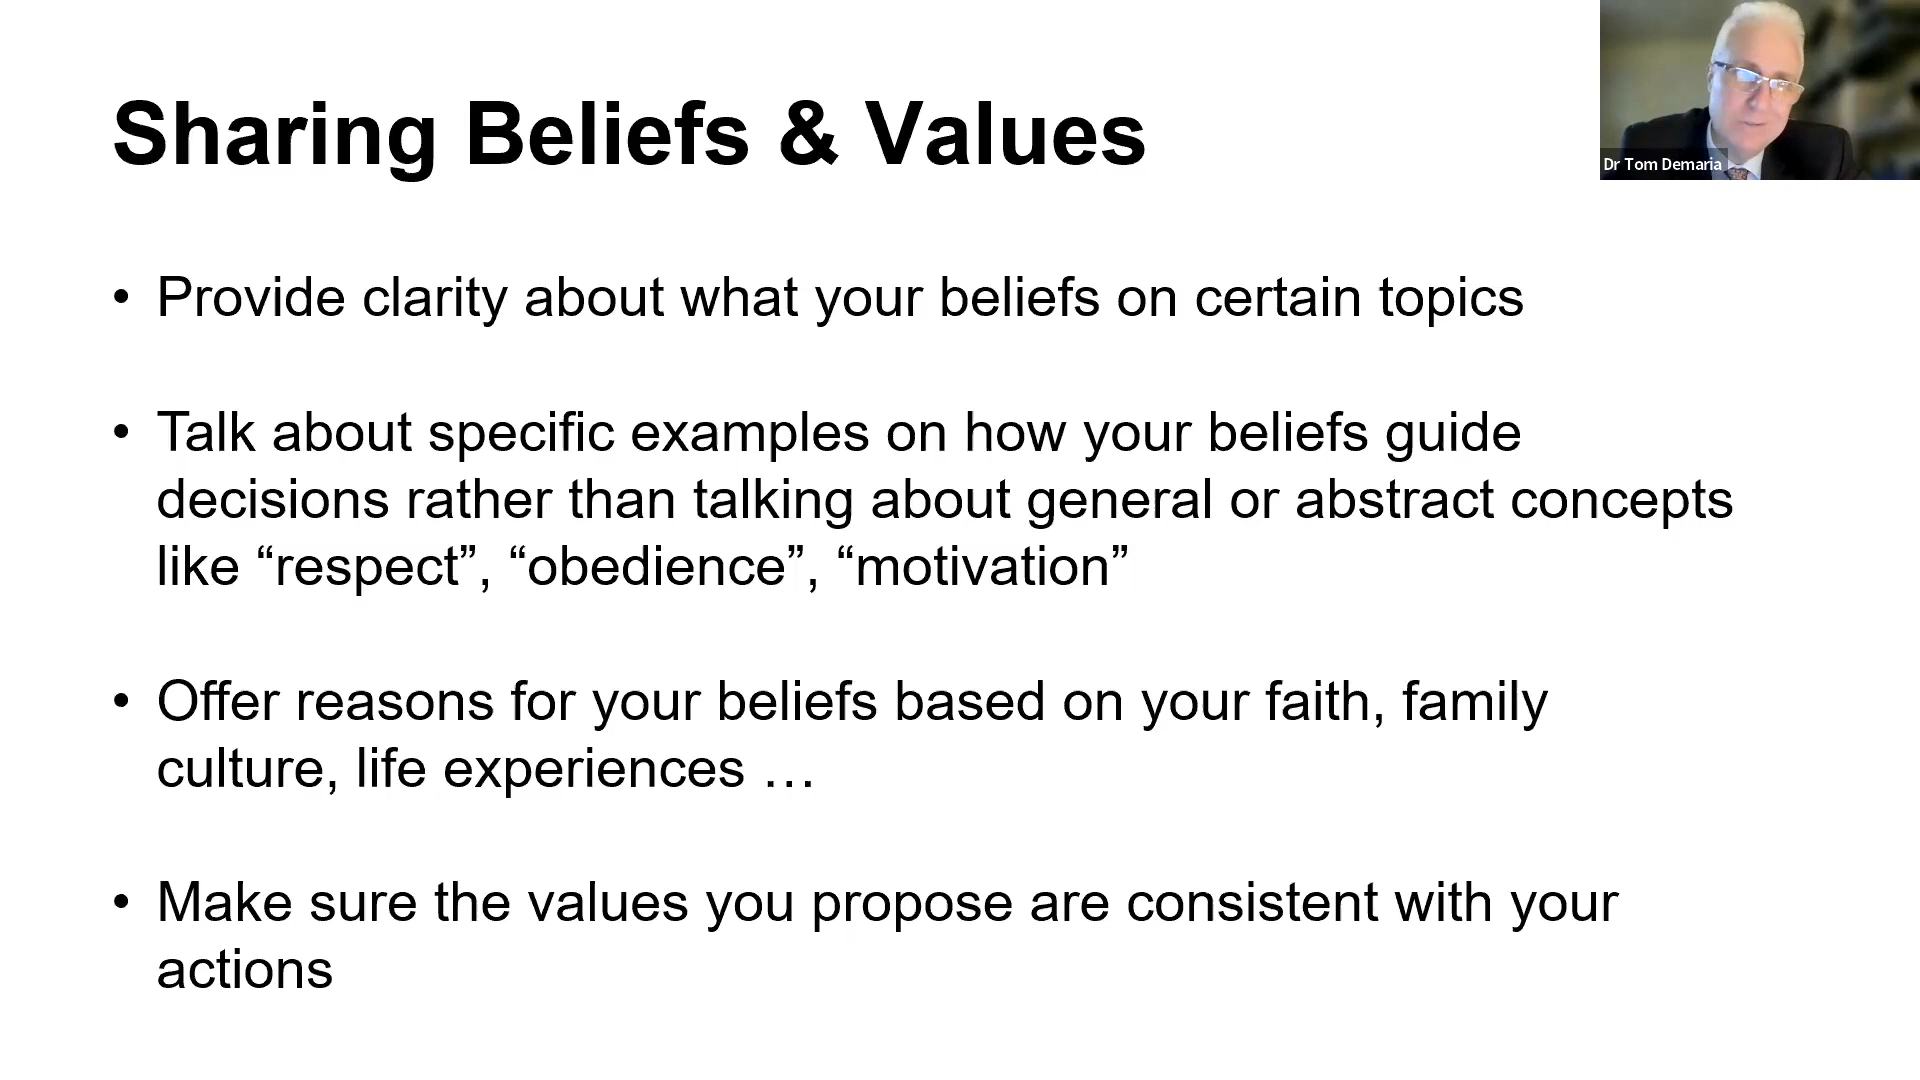 Sharing Beliefs & Values
Dr Tom Demaria
• Provide clarity about what your beliefs on certain topics
• Talk about specific examples on how your beliefs guide
decisions rather than talking about general or abstract concepts
like “respect”, “obedience”, “motivation”
• Offer reasons for your beliefs based on your faith, family
culture, life experiences …
• Make sure the values you propose are consistent with your
actions